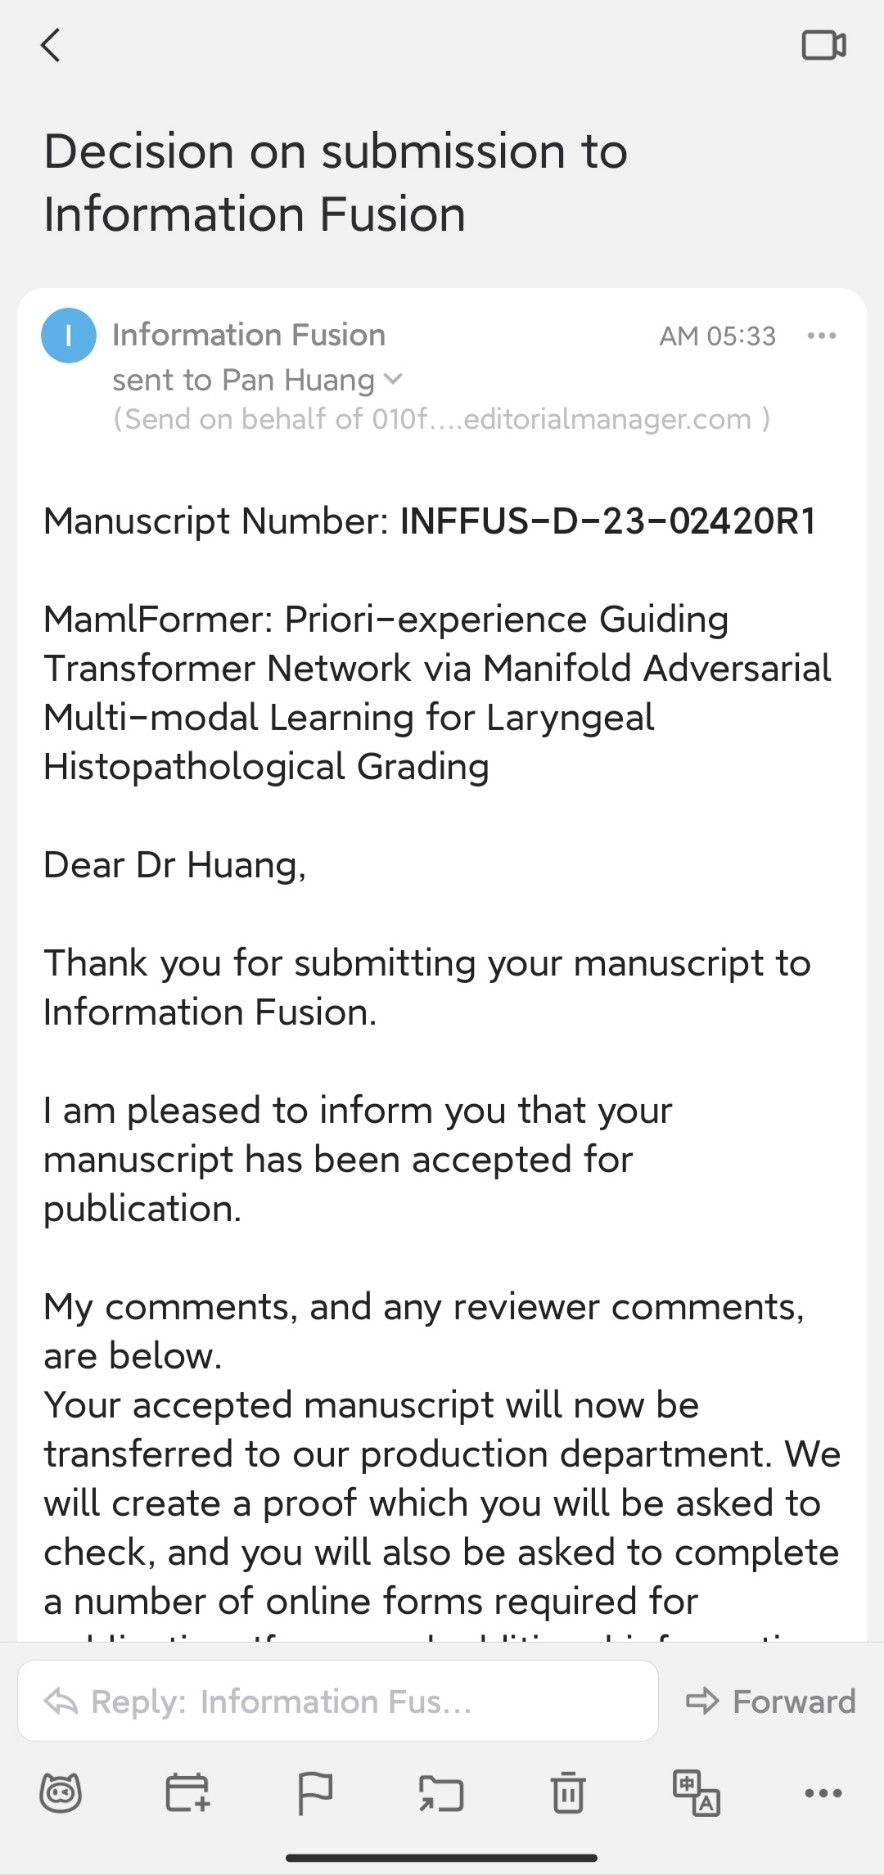 Decision on submission to
Information Fusion
I
Information Fusion
AM 05:33
sent to Pan Huang
(Send on behalf of 010f....editorialmanager.com )
Manuscript Number: INFFUS-D-23-02420R1
MamlFormer: Priori-experience Guiding
Transformer Network via Manifold Adversarial
Multi-modal Learning for Laryngeal
Histopathological Grading
Dear Dr Huang,
Thank you for submitting your manuscript to
Information Fusion.
I am pleased to inform you that your
manuscript has been accepted for
publication.
My comments, and any reviewer comments,
are below.
Your accepted manuscript will now be
transferred to our production department. We
will create a proof which you will be asked to
check, and you will also be asked to complete
a number of online forms required for
Reply: Information Fus...
Forward
中
A